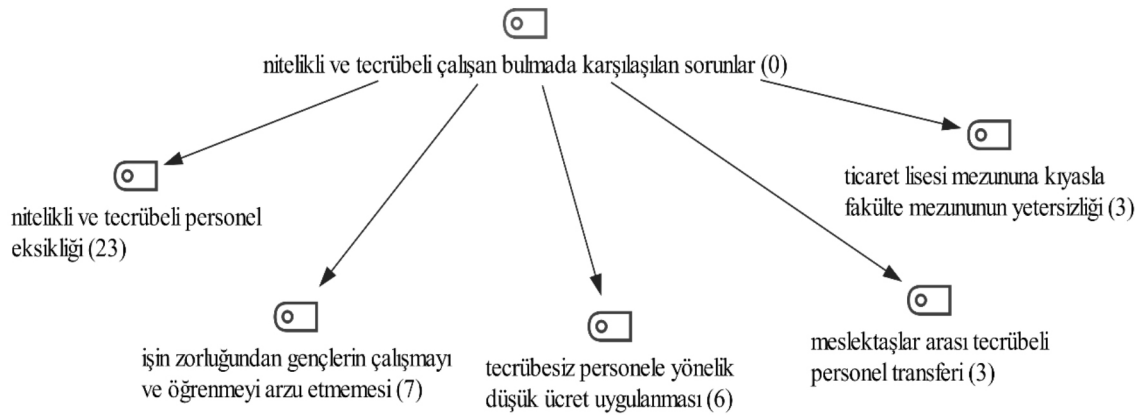 nitelikli ve tecrübeli çalışan bulmada karşılaşılan sorunlar (0)
nitelikli ve tecrübeli personel
eksikliği (23)
işin zorluğundan gençlerin çalışmayı
ve öğrenmeyi arzu etmemesi (7)
tecrübesiz personele yönelik
düşük ücret uygulanması (6)
meslektaşlar arası tecrübeli
personel transferi (3)
ticaret lisesi mezununa kıyasla
fakülte mezununun yetersizliği (3)